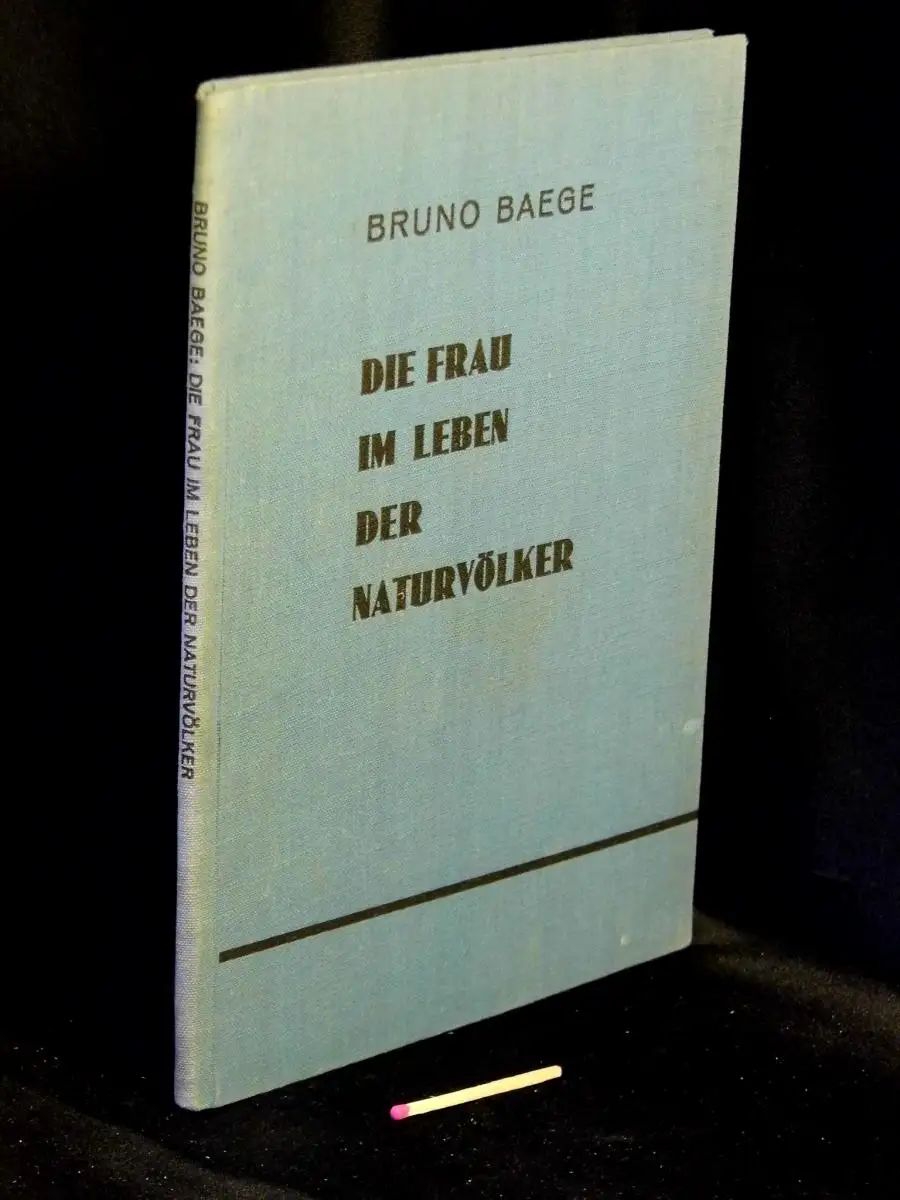 BRUNO BAEGE
DIE FRAU
IM LEBEN
DER
NATURVÖLKER
BRUNO BAEGE: DIE FRAU IM LEBEN DER NATURVÖLKER